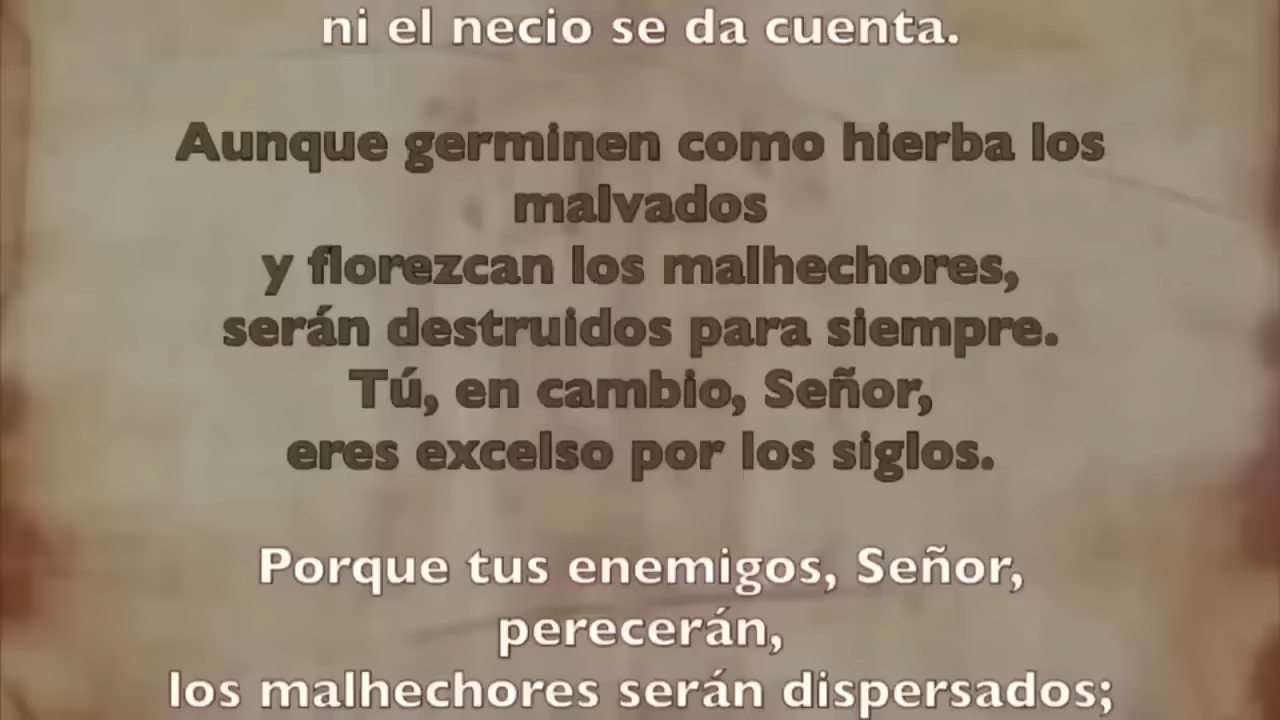 ni el necio se da cuenta.
Aunque germinen como hierba los
malvados
y florezcan los malhechores,
serán destruidos para siempre.
Tú, en cambio, Señor,
eres excelso por los siglos.
Porque tus enemigos, Señor,
perecerán,
los malhechores serán dispersados;